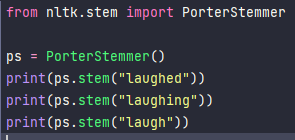 from nltk.stem import PorterStemmer
ps = PorterStemmer()
print(ps.stem("laughed"))
print(ps.stem("laughing"))
print(ps.stem("laugh"))